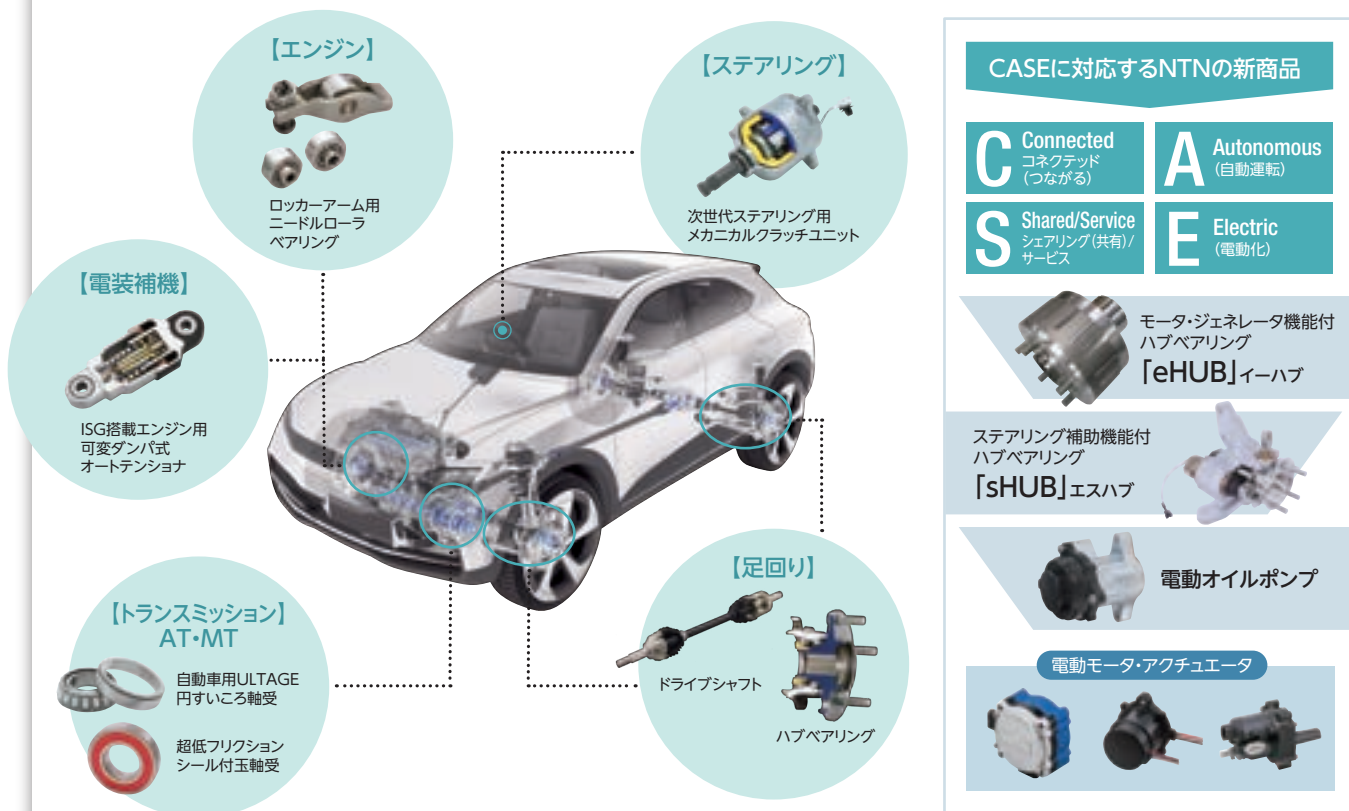 【エンジン】
ロッカーアーム用
ニードルローラ
ベアリング
【ステアリング】
次世代ステアリング用
メカニカルクラッチユニット
【電装補機】
ISG搭載エンジン用
可変ダンパ式
オートテンショナ
【トランスミッション】
AT・MT
自動車用ULTAGE
円すいころ軸受
超低フリクション
シール付玉軸受
【足回り】
ドライブシャフト
ハブベアリング
CASEに対応するNTNの新商品
C Connected
コネクテッド
(つながる)
A Autonomous
(自動運転)
S Shared/Service
シェアリング(共有)/
サービス
E Electric
(電動化)
モータ・ジェネレータ機能付
ハブベアリング
「eHUB」イーハブ
ステアリング補助機能付
ハブベアリング
「sHUB」エスハブ
電動オイルポンプ
電動モータ・アクチュエータ